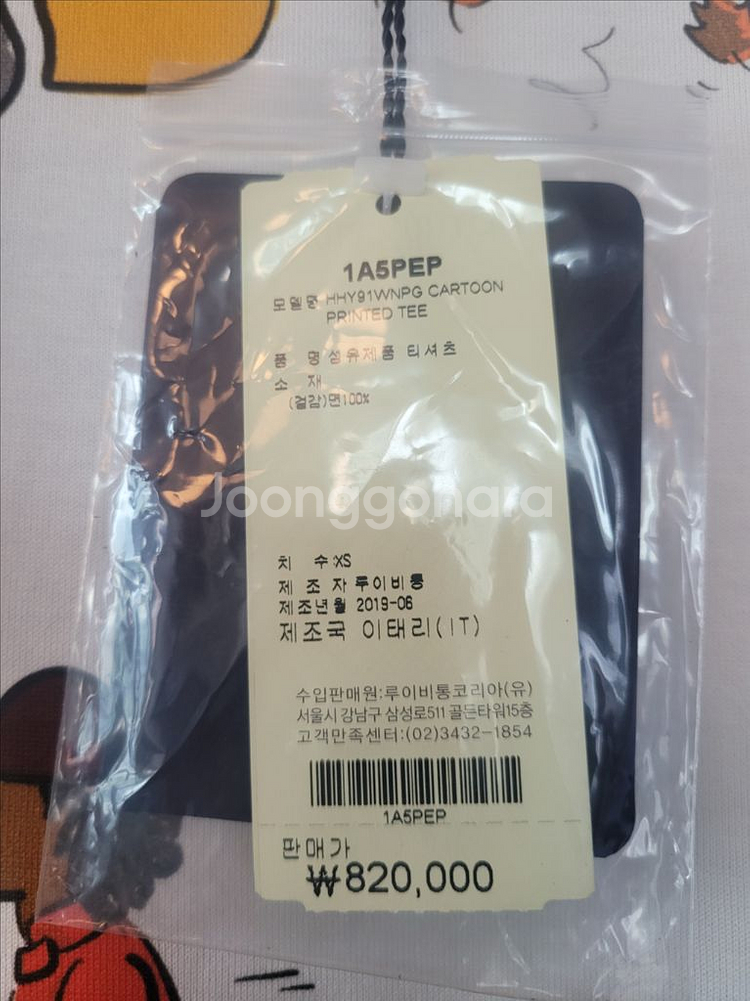 1A5PEP
모델명 HHY91WNPG CARTOON
PRINTED TEE
품 명 섬유제품 티셔츠
소 재
(겉감)면100%
Joonggonara
치 수:XS
제 조 자 루이비통
제조년월 2019-06
제조국 이태리(IT)
수입판매원:루이비통코리아(유)
서울시 강남구 삼성로511 골든타워15층
고객만족센터:(02)3432-1854
1A5PEP
판매가
₩820,000